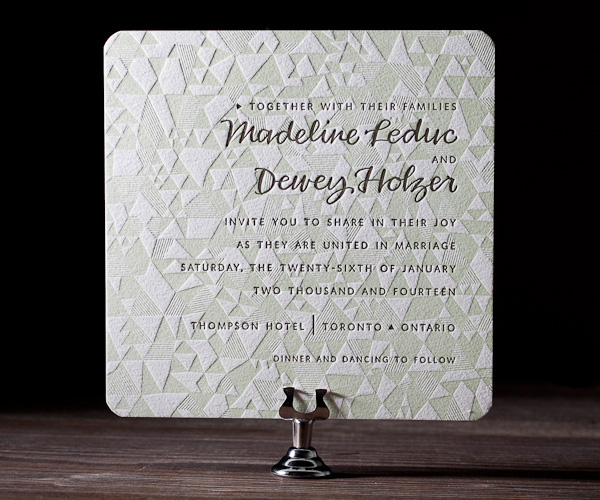 ▸ TOGETHER WITH THEIR FAMILIES
Madeline Leduc
AND
Dewey Holzer
INVITE YOU TO SHARE IN THEIR JOY
AS THEY ARE UNITED IN MARRIAGE
SATURDAY, THE TWENTY-SIXTH OF JANUARY
TWO THOUSAND AND FOURTEEN
THOMPSON HOTEL | TORONTO ▲ ONTARIO
DINNER AND DANCING TO FOLLOW